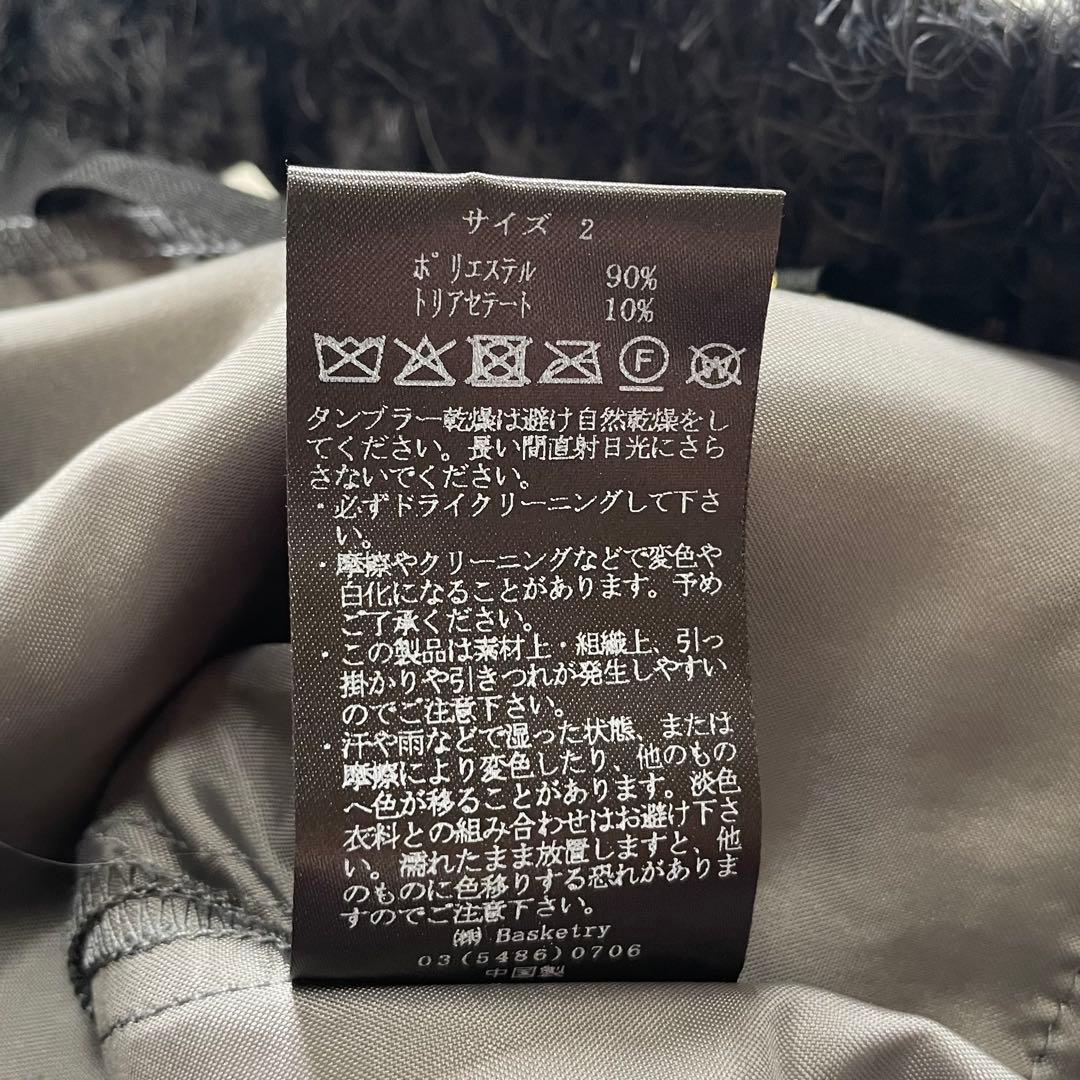 サイズ 2
ポリエステル 90%
トリアセテート 10%
F
W
タンブラー乾燥は避け自然乾燥をし
てください。長い間直射日光にさら
さないでください。
・必ずドライクリーニングして下さ
い。
・摩擦やクリーニングなどで変色や
白化になることがあります。予め
ご了承ください。
・この製品は素材上・組織上、引っ
掛かりや引きつれが発生しやすい
のでご注意下さい。
・汗や雨などで湿った状態、または
摩擦により変色したり、他のもの
へ色が移ることがあります。淡色
衣料との組み合わせはお避け下さ
い。濡れたまま放置しますと、他
のものに色移りする恐れがありま
すのでご注意下さい。
㈱ Basketry
03(5486)0706
中国製